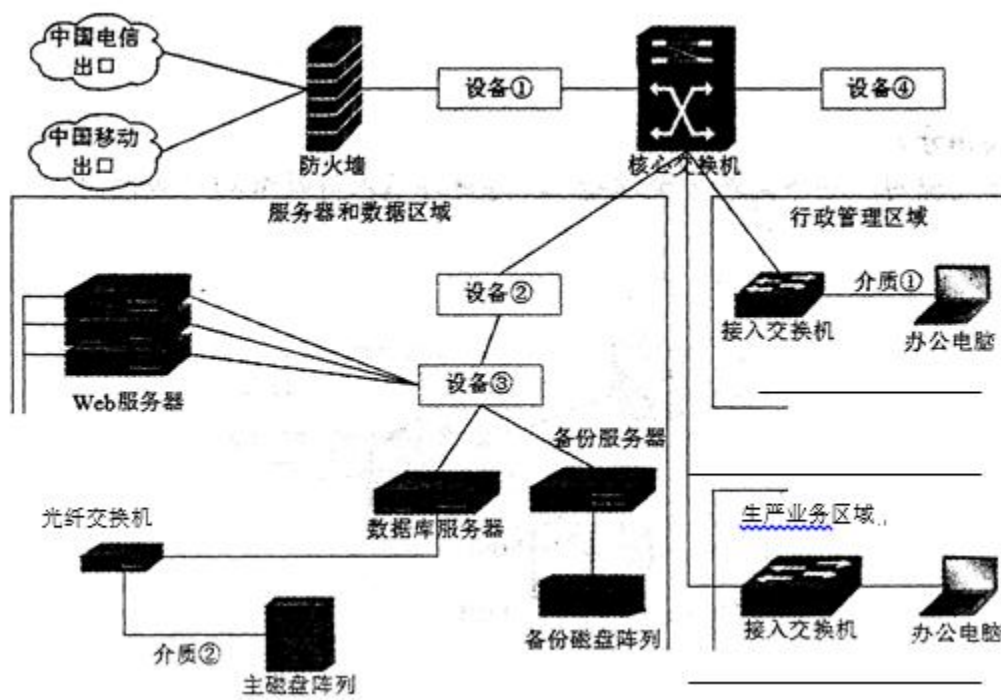 中国电信
出口
中国移动
出口
防火墙
设备①
核心交换机
设备④
服务器和数据区域
行政管理区域
设备②
介质①
接入交换机
办公电脑
设备③
Web服务器
备份服务器
光纤交换机
数据库服务器
生严业务区域
备份磁盘阵列
接入交换机
办公电脑
介质②
主磁盘阵列